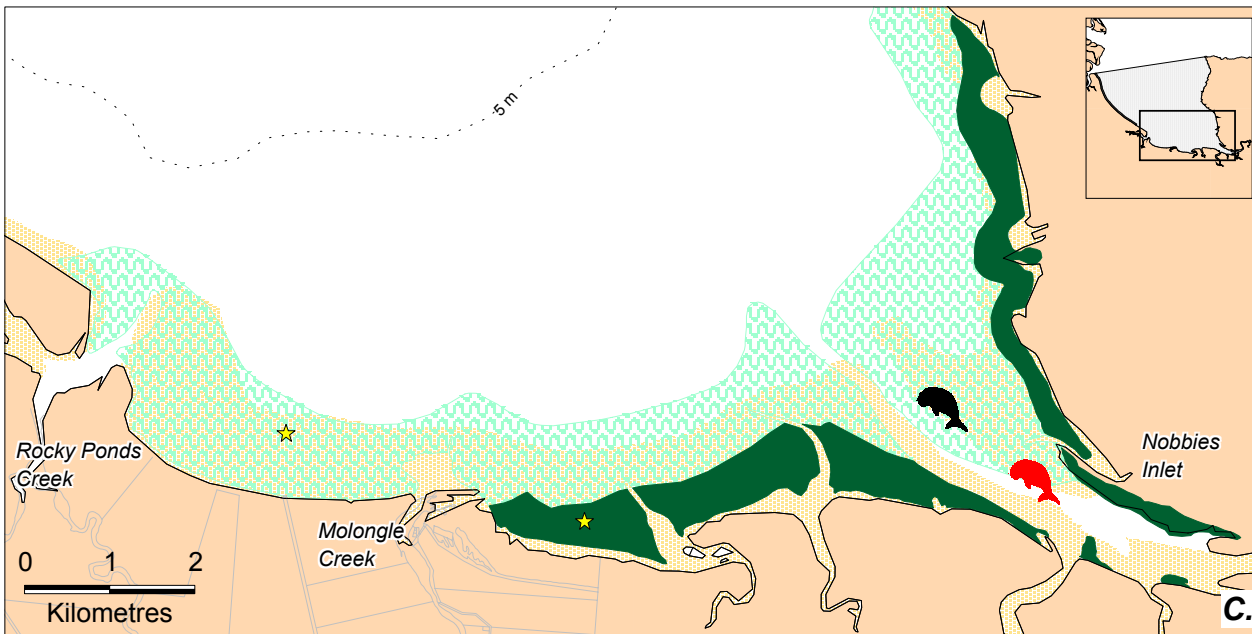 5 m
Rocky Ponds
Creek
Nobbies
Inlet
Molongle
Creek
0 1 2
Kilometres
C.